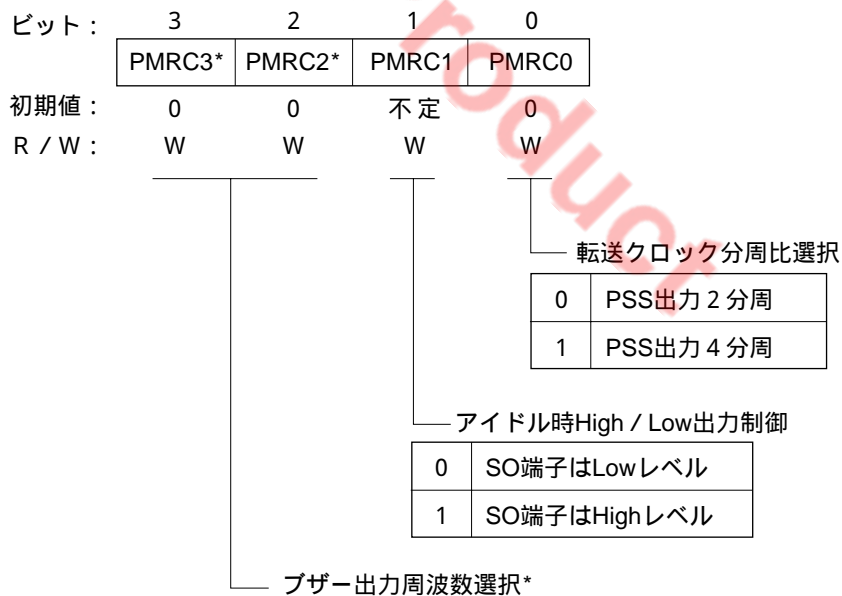 ビット： 3 2 1 0
PMRC3* PMRC2* PMRC1 PMRC0
初期値： 0 0 不定 0
R／W： W W W W
転送クロック分周比選択
0 PSS出力２分周
1 PSS出力４分周
アイドル時High／Low出力制御
0 SO端子はLowレベル
1 SO端子はHighレベル
ブザー出力周波数選択*
roduct